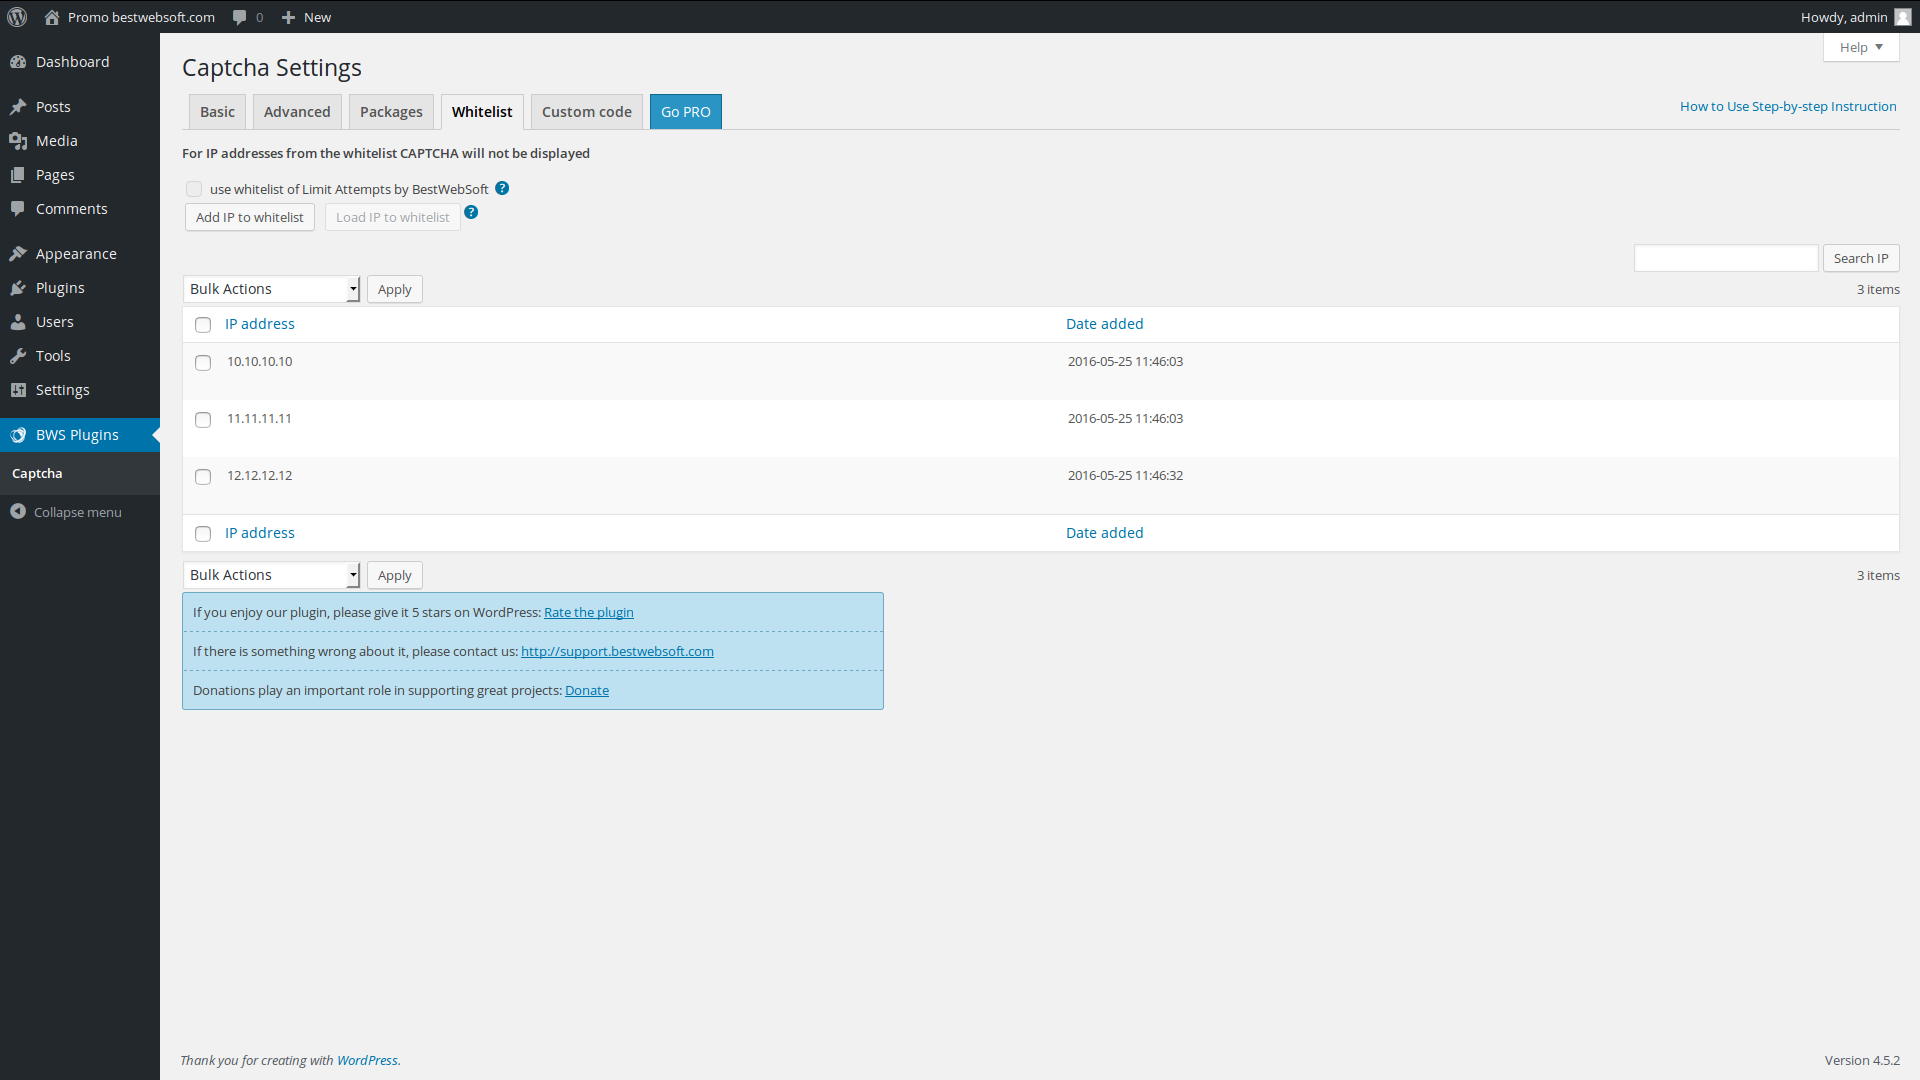 Promo bestwebsoft.com 0 New Howdy, admin
Help
Dashboard
Posts
Media
Pages
Comments
Appearance
Plugins
Users
Tools
Settings
BWS Plugins
Captcha
Collapse menu
Captcha Settings
Basic Advanced Packages Whitelist Custom code Go PRO
How to Use Step-by-step Instruction
For IP addresses from the whitelist CAPTCHA will not be displayed
use whitelist of Limit Attempts by BestWebSoft ?
Add IP to whitelist Load IP to whitelist ?
Search IP
Bulk Actions Apply 3 items
IP address Date added
10.10.10.10 2016-05-25 11:46:03
11.11.11.11 2016-05-25 11:46:03
12.12.12.12 2016-05-25 11:46:32
IP address Date added
Bulk Actions Apply 3 items
If you enjoy our plugin, please give it 5 stars on WordPress: Rate the plugin
If there is something wrong about it, please contact us: http://support.bestwebsoft.com
Donations play an important role in supporting great projects: Donate
Thank you for creating with WordPress. Version 4.5.2